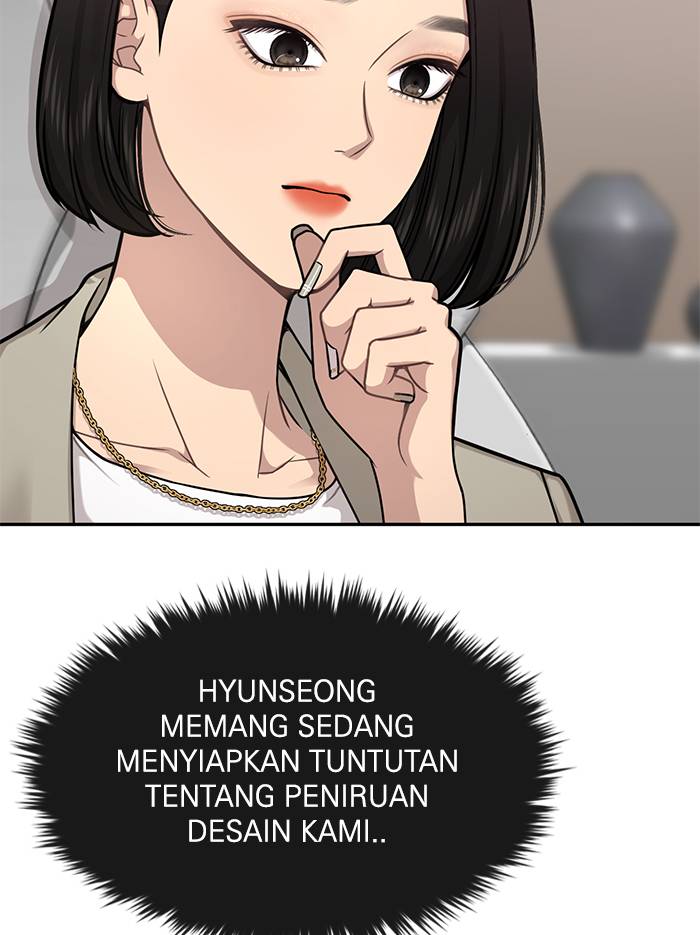 HYUNSEONG
MEMANG SEDANG
MENYIAPKAN TUNTUTAN
TENTANG PENIRUAN
DESAIN KAMI..